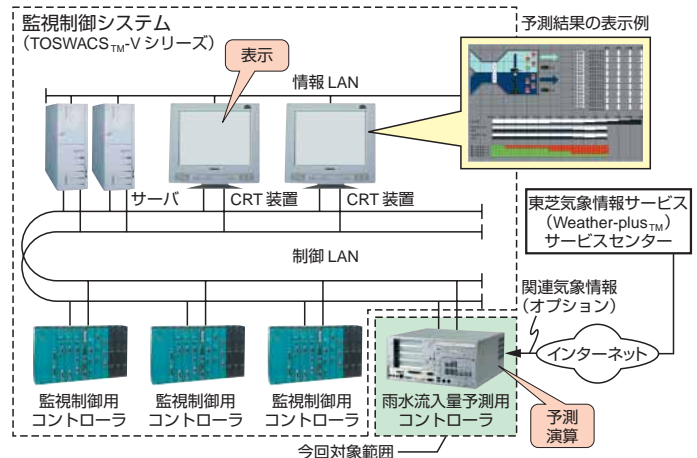 監視制御システム
（TOSWACS TM-V シリーズ）
予測結果の表示例
表示
情報 LAN
サーバ
CRT 装置
CRT 装置
東芝気象情報サービス
（Weather-plus TM）
サービスセンター
制御 LAN
関連気象情報
（オプション）
インターネット
監視制御用
コントローラ
監視制御用
コントローラ
監視制御用
コントローラ
雨水流入量予測用
コントローラ
予測
演算
今回対象範囲